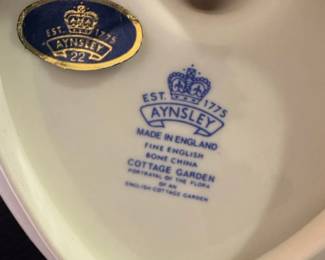 EST. 1775
AYNSLEY
22
EST. 1775
AYNSLEY
MADE IN ENGLAND
FINE ENGLISH
BONE CHINA
COTTAGE GARDEN
PORTRAYAL OF THE FLORA
OF AN
ENGLISH COTTAGE GARDEN